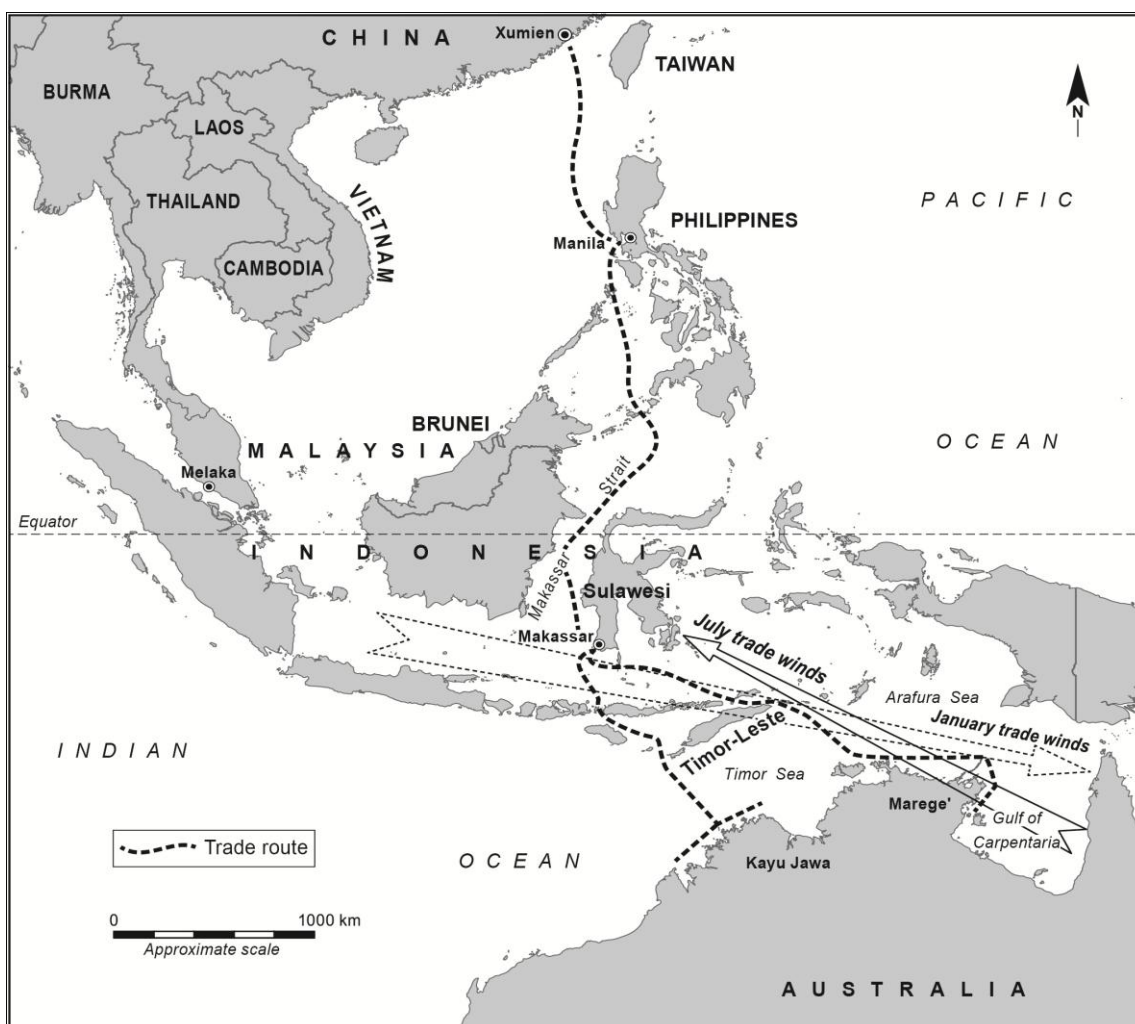 CHINA
Xumien
TAIWAN
BURMA
N
LAOS
THAILAND
VIETNAM
PACIFIC
PHILIPPINES
Manila
CAMBODIA
BRUNEI
OCEAN
MALAYSIA
Melaka
Strait
Equator
INDONESIA
Makassar
Sulawesi
Makassar
July trade winds
Arafura Sea
January trade winds
INDIAN
Timor-Leste
Timor Sea
Marege'
Gulf of
Carpentaria
Trade route
OCEAN
Kayu Jawa
0 1000 km
Approximate scale
AUSTRALIA